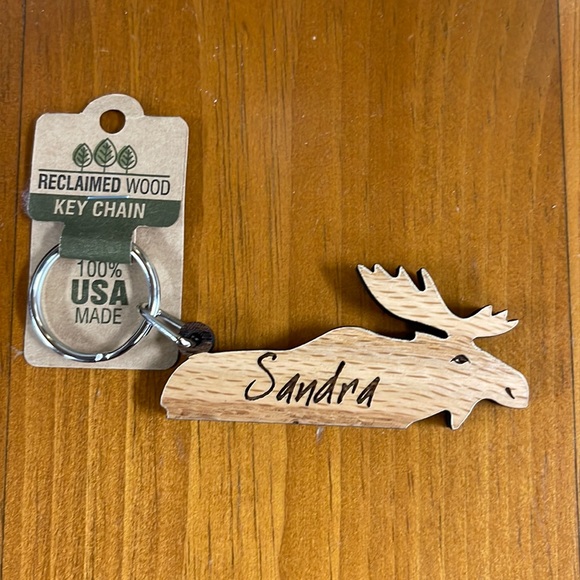 RECLAIMED WOOD
KEY CHAIN
100%
USA
MADE
Sandra